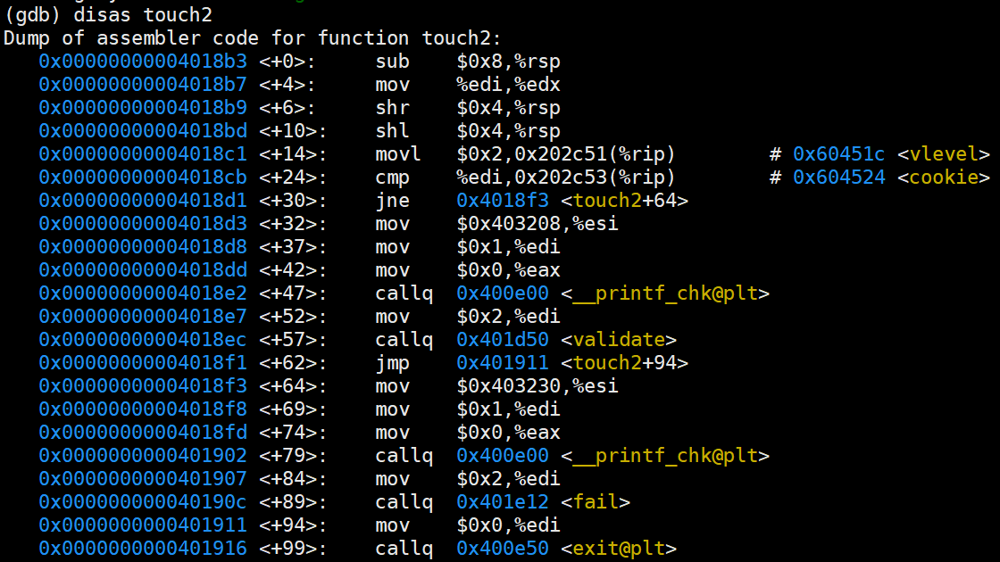 (gdb) disas touch2
Dump of assembler code for function touch2:
   0x00000000004018b3 <+0>:     sub    $0x8,%rsp
   0x00000000004018b7 <+4>:     mov    %edi,%edx
   0x00000000004018b9 <+6>:     shr    $0x4,%rsp
   0x00000000004018bd <+10>:    shl    $0x4,%rsp
   0x00000000004018c1 <+14>:    movl   $0x2,0x202c51(%rip)        # 0x60451c <vlevel>
   0x00000000004018cb <+24>:    cmp    %edi,0x202c53(%rip)        # 0x604524 <cookie>
   0x00000000004018d1 <+30>:    jne    0x4018f3 <touch2+64>
   0x00000000004018d3 <+32>:    mov    $0x403208,%esi
   0x00000000004018d8 <+37>:    mov    $0x1,%edi
   0x00000000004018dd <+42>:    mov    $0x0,%eax
   0x00000000004018e2 <+47>:    callq  0x400e00 <__printf_chk@plt>
   0x00000000004018e7 <+52>:    mov    $0x2,%edi
   0x00000000004018ec <+57>:    callq  0x401d50 <validate>
   0x00000000004018f1 <+62>:    jmp    0x401911 <touch2+94>
   0x00000000004018f3 <+64>:    mov    $0x403230,%esi
   0x00000000004018f8 <+69>:    mov    $0x1,%edi
   0x00000000004018fd <+74>:    mov    $0x0,%eax
   0x0000000000401902 <+79>:    callq  0x400e00 <__printf_chk@plt>
   0x0000000000401907 <+84>:    mov    $0x2,%edi
   0x000000000040190c <+89>:    callq  0x401e12 <fail>
   0x0000000000401911 <+94>:    mov    $0x0,%edi
   0x0000000000401916 <+99>:    callq  0x400e50 <exit@plt>